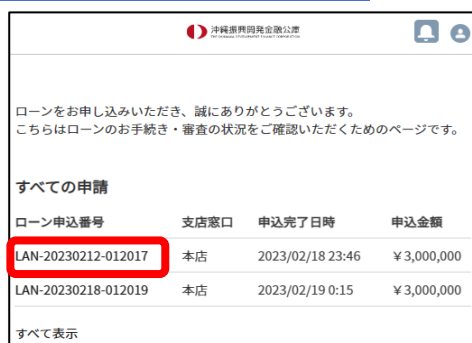 沖縄振興開発金融公庫
THE OKINAWA DEVELOPMENT FINANCE CORPORATION
ローンをお申し込みいただき、誠にありがとうございます。
こちらはローンのお手続き・審査の状況をご確認いただくためのページです。
すべての申請
ローン申込番号 支店窓口 申込完了日時 申込金額
LAN-20230212-012017 本店 2023/02/18 23:46 ¥3,000,000
LAN-20230218-012019 本店 2023/02/19 0:15 ¥3,000,000
すべて表示